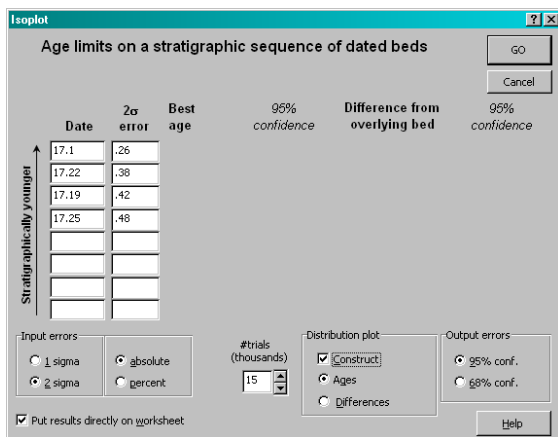 Isoplot
Age limits on a stratigraphic sequence of dated beds
GO
Cancel
Date
2σ error
Best age
95% confidence
Difference from overlying bed
95% confidence
Stratigraphically younger
17.1 .26
17.22 .38
17.19 .42
17.25 .48
Input errors
1 sigma
2 sigma
absolute
percent
#trials (thousands)
15
Distribution plot
Construct
Ages
Differences
Output errors
95% conf.
68% conf.
Put results directly on worksheet
Help